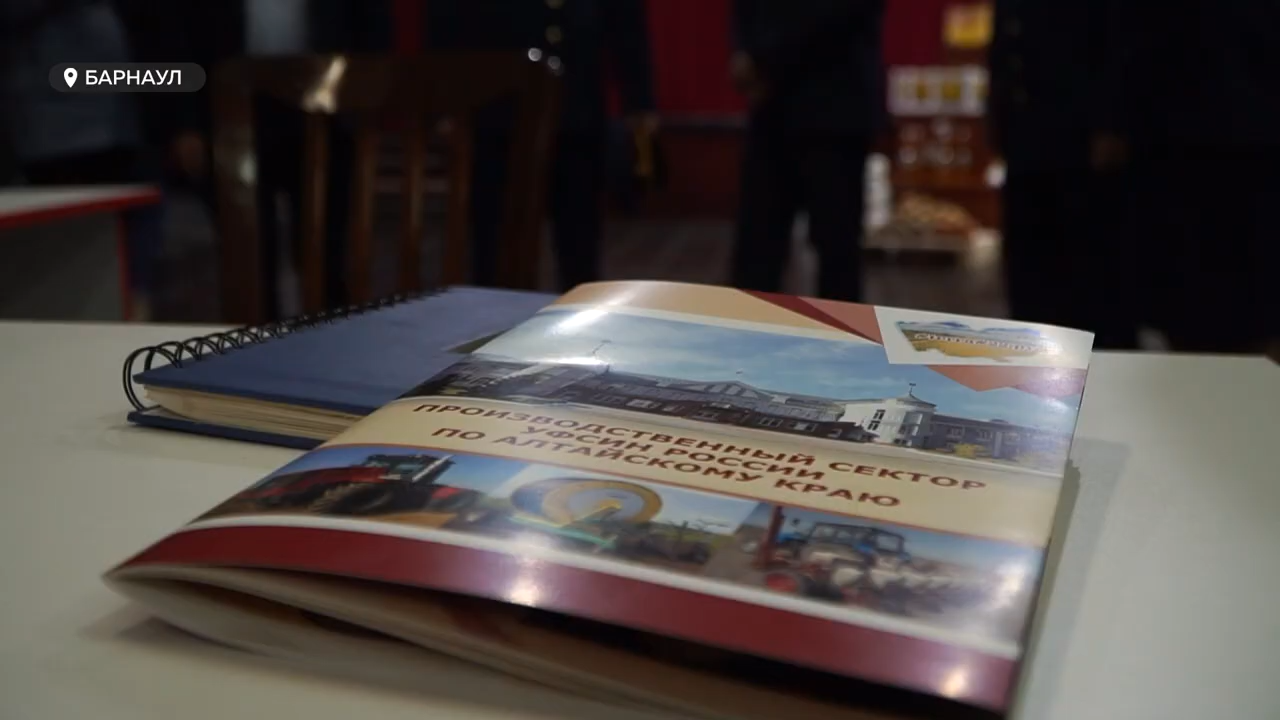 БАРНАУЛ
ПРОИЗВОДСТВЕННЫЙ СЕКТОР
УФСИН РОССИИ
ПО АЛТАЙСКОМУ КРАЮ